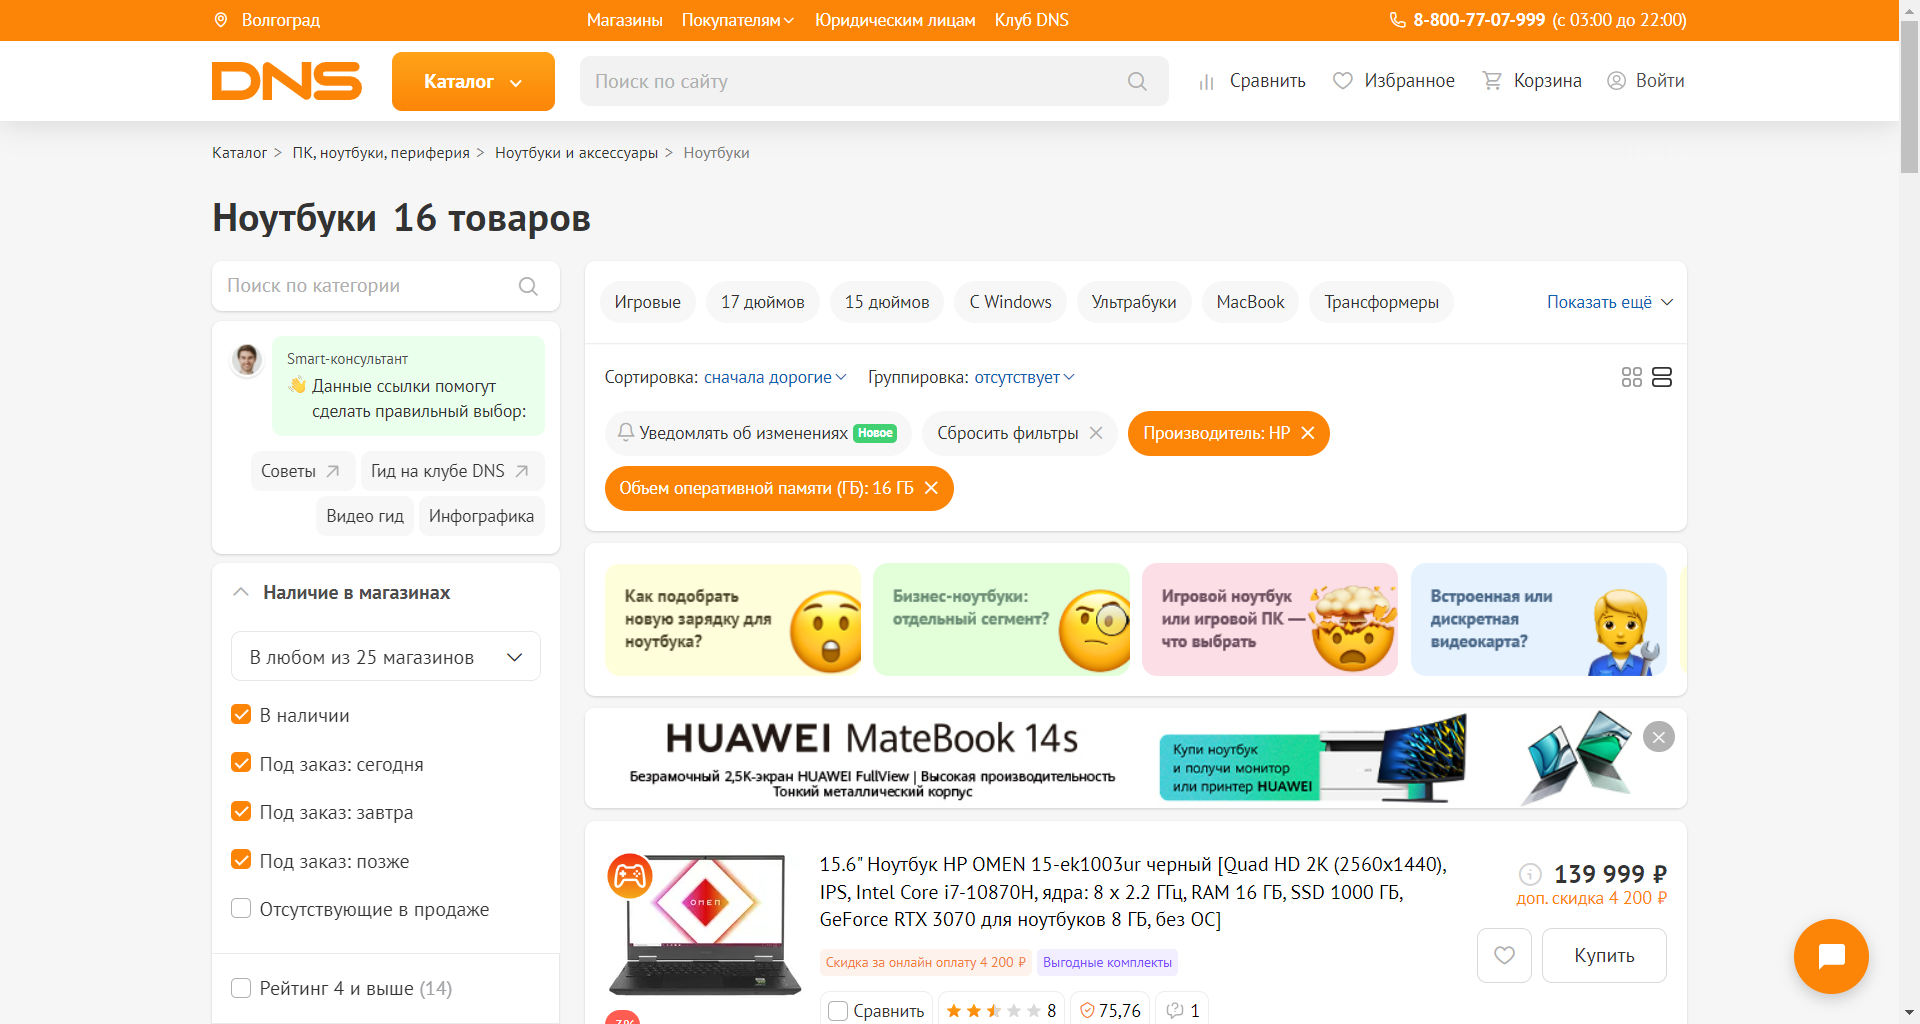 Волгоград
Магазины Покупателям Юридическим лицам Клуб DNS
8-800-77-07-999 (с 03:00 до 22:00)
DNS
Каталог
Поиск по сайту
Сравнить Избранное Корзина Войти
Каталог > ПК, ноутбуки, периферия > Ноутбуки и аксессуары > Ноутбуки
Ноутбуки 16 товаров
Поиск по категории
Smart-консультант
Данные ссылки помогут
сделать правильный выбор:
Советы Гид на клубе DNS
Видео гид Инфографика
Наличие в магазинах
В любом из 25 магазинов
В наличии
Под заказ: сегодня
Под заказ: завтра
Под заказ: позже
Отсутствующие в продаже
Рейтинг 4 и выше (14)
Игровые 17 дюймов 15 дюймов С Windows Ультрабуки MacBook Трансформеры Показать ещё
Сортировка: сначала дорогие Группировка: отсутствует
Уведомлять об изменениях Новое Сбросить фильтры Производитель: HP
Объем оперативной памяти (ГБ): 16 ГБ
Как подобрать
новую зарядку для
ноутбука?
Бизнес-ноутбуки:
отдельный сегмент?
Игровой ноутбук
или игровой ПК —
что выбрать
Встроенная или
дискретная
видеокарта?
HUAWEI MateBook 14s
Безрамочный 2,5K-экран HUAWEI FullView | Высокая производительность
Тонкий металлический корпус
Купи ноутбук
и получи монитор
или принтер HUAWEI
OMEN
15.6" Ноутбук HP OMEN 15-ek1003ur черный [Quad HD 2K (2560x1440),
IPS, Intel Core i7-10870H, ядра: 8 х 2.2 ГГц, RAM 16 ГБ, SSD 1000 ГБ,
GeForce RTX 3070 для ноутбуков 8 ГБ, без ОС]
Скидка за онлайн оплату 4 200 ₽ Выгодные комплекты
Сравнить 8 75,76 1
139 999 ₽
доп. скидка 4 200 ₽
Купить